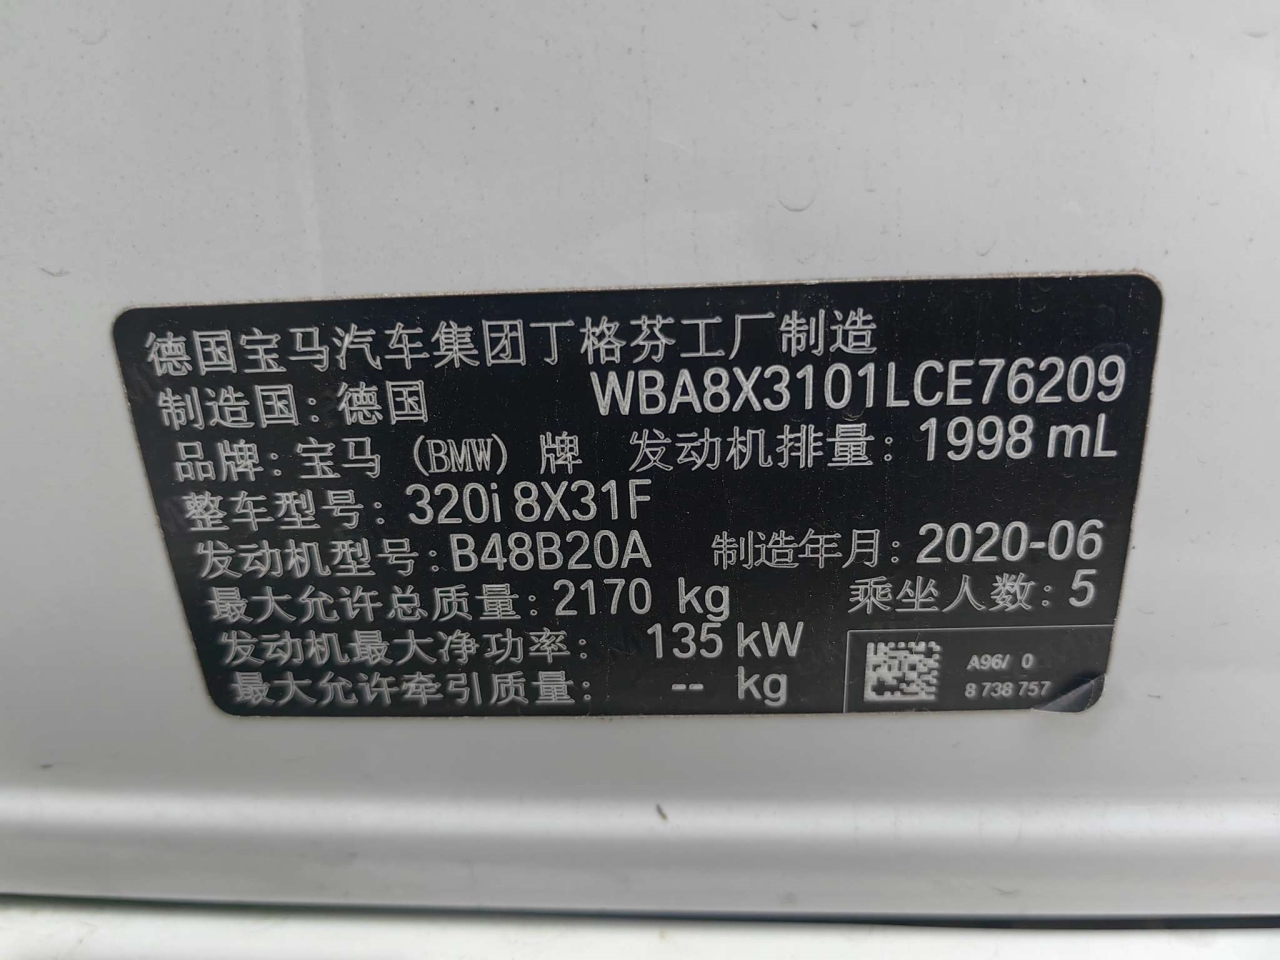 德国宝马汽车集团丁格芬工厂制造
制造国：德国 WBA8X3101LCE76209
品牌：宝马（BMW）牌 发动机排量：1998 mL
整车型号：320i 8X31F
发动机型号：B48B20A 制造年月：2020-06
最大允许总质量：2170 kg 乘坐人数：5
发动机最大净功率：135 kW
最大允许牵引质量：-- kg
A96/ 0
8 738 757